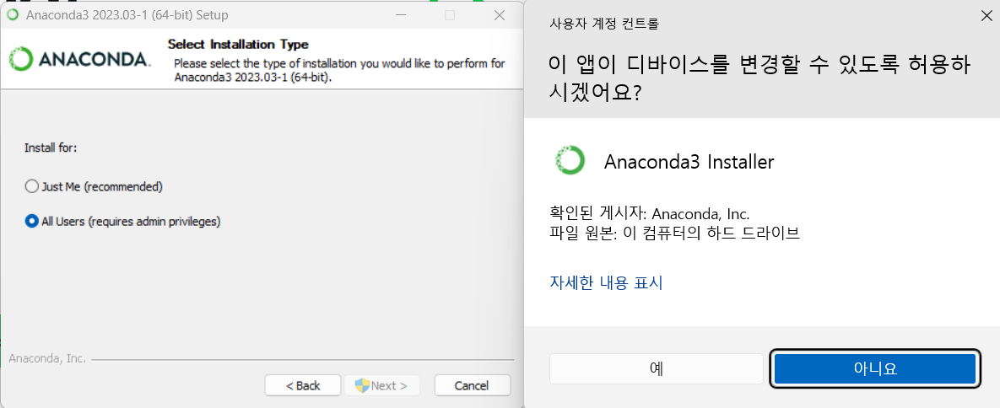 Anaconda3 2023.03-1 (64-bit) Setup
ANACONDA.
Select Installation Type
Please select the type of installation you would like to perform for
Anaconda3 2023.03-1 (64-bit).
Install for:
Just Me (recommended)
All Users (requires admin privileges)
Anaconda, Inc.
< Back
Next >
Cancel
사용자 계정 컨트롤
이 앱이 디바이스를 변경할 수 있도록 허용하
시겠어요?
Anaconda3 Installer
확인된 게시자: Anaconda, Inc.
파일 원본: 이 컴퓨터의 하드 드라이브
자세한 내용 표시
예
아니요